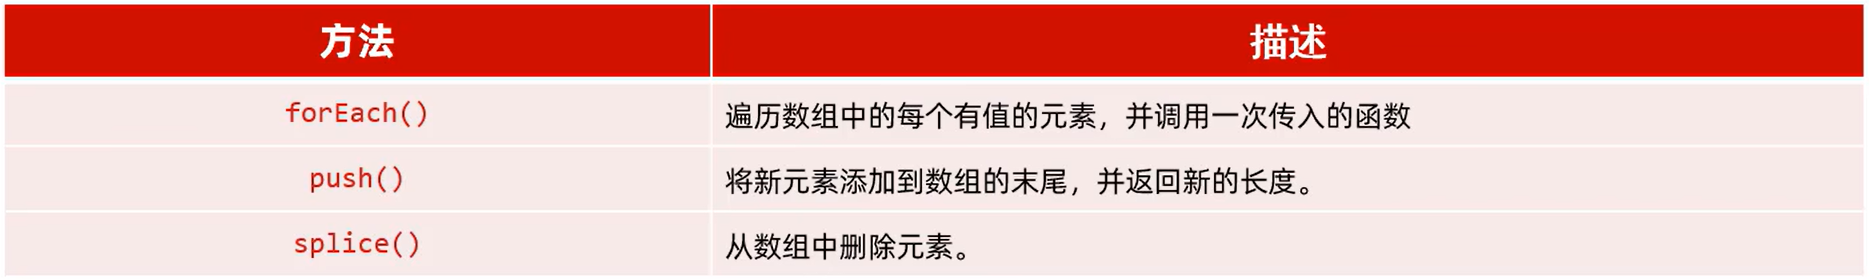 方法 描述
forEach() 遍历数组中的每个有值的元素，并调用一次传入的函数
push() 将新元素添加到数组的末尾，并返回新的长度。
splice() 从数组中删除元素。